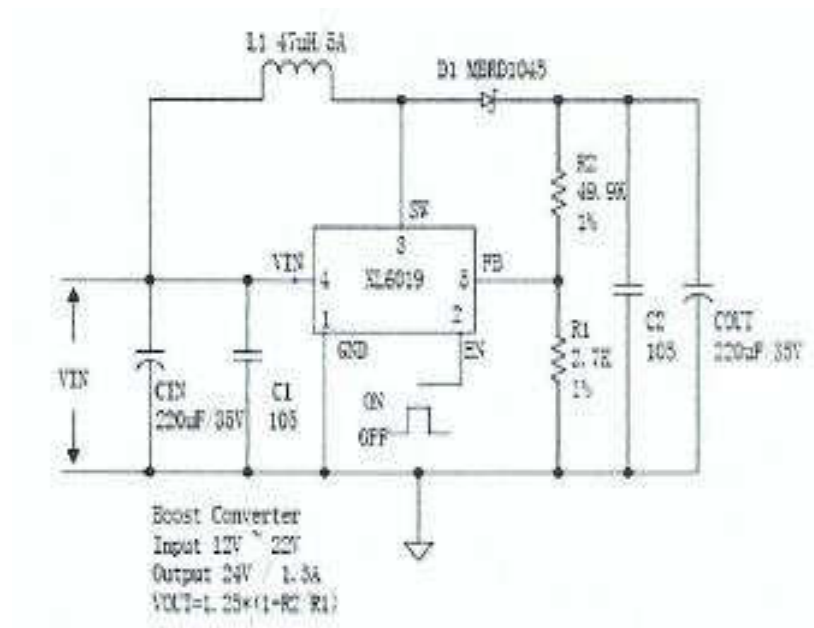 L1 47uH 5A
D1 MBRD1045
R2
49.9K
1%
SW
3
VIN
4
XL6019
5
FB
1
2
GND
EN
R1
2.7K
1%
C2
105
COUT
220uF/35V
VIN
CIN
220uF/35V
C1
105
ON
OFF
Boost Converter
Input 12V ~ 22V
Output 24V / 1.5A
VOUT=1.25*(1+R2/R1)